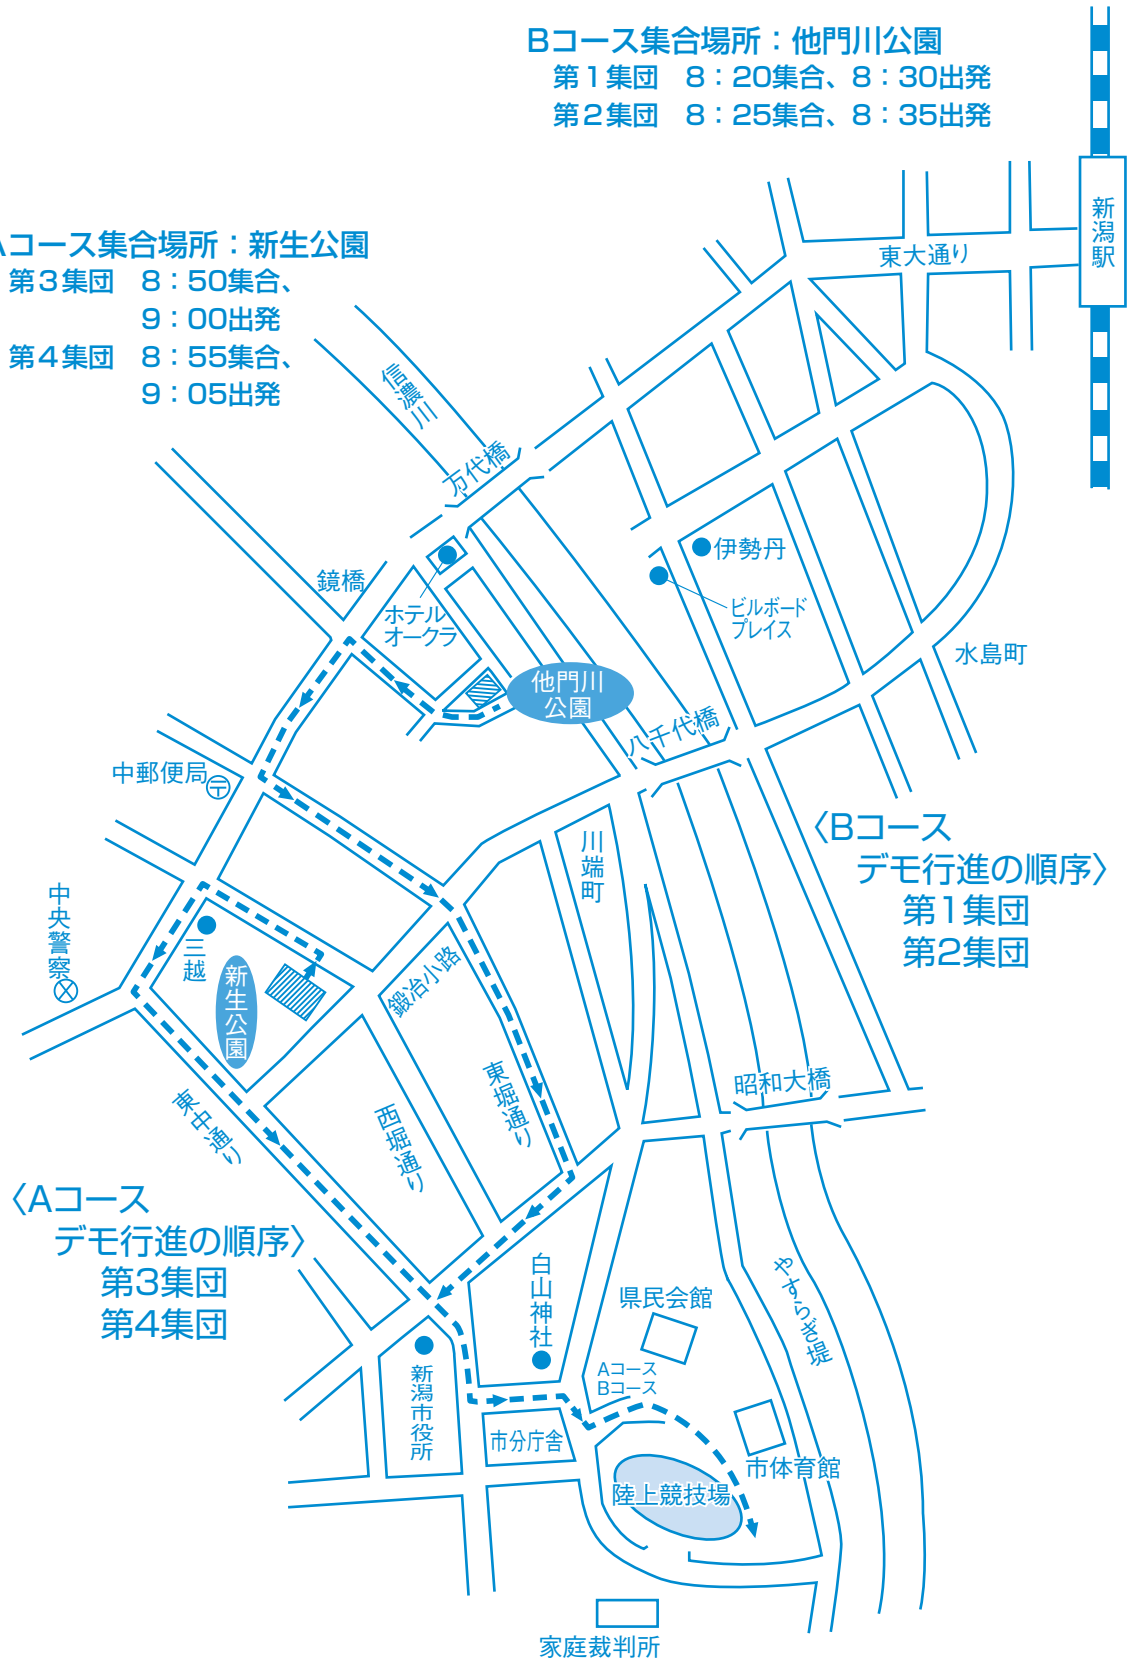 Bコース集合場所：他門川公園
第1集団　8：20集合、8：30出発
第2集団　8：25集合、8：35出発
新潟駅
東大通り
Aコース集合場所：新生公園
第3集団　8：50集合、
9：00出発
第4集団　8：55集合、
9：05出発
信濃川
万代橋
伊勢丹
鏡橋
ホテル
オークラ
ビルボード
プレイス
水島町
他門川
公園
八千代橋
中郵便局
〒
川端町
〈Bコース
デモ行進の順序〉
第1集団
第2集団
中央警察
三越
新生公園
鍛冶小路
東堀通り
昭和大橋
東中通り
西堀通り
〈Aコース
デモ行進の順序〉
第3集団
第4集団
白山神社
県民会館
やすらぎ堤
Aコース
Bコース
新潟市役所
市分庁舎
市体育館
陸上競技場
家庭裁判所